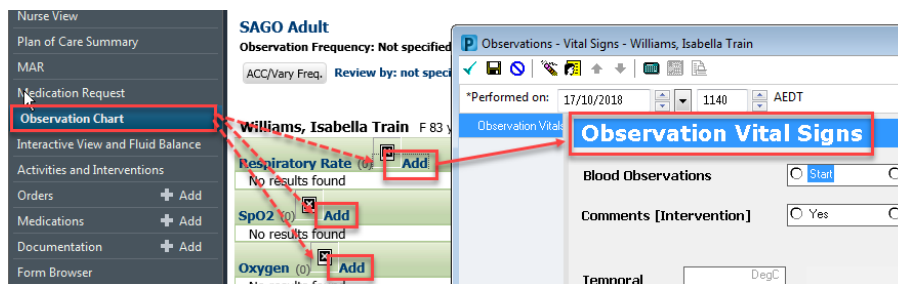 Nurse View
Plan of Care Summary
MAR
Medication Request
Observation Chart
Interactive View and Fluid Balance
Activities and Interventions
Orders Add
Medications Add
Documentation Add
Form Browser
SAGO Adult
Observation Frequency: Not specified
ACC/Vary Freq. Review by: not speci
Williams, Isabella Train F 83 y
Respiratory Rate (0) Add
No results found
SpO2 (0) Add
No results found
Oxygen (0) Add
No results found
P Observations - Vital Signs - Williams, Isabella Train
*Performed on: 17/10/2018 1140 AEDT
Observation Vitals
Observation Vital Signs
Blood Observations Start
Comments [Intervention] Yes
Temporal DegC